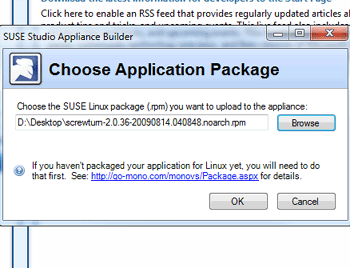 Download the latest information for developers to the Start Page
Click here to enable an RSS feed that provides regularly updated articles a
SUSE Studio Appliance Builder
Choose Application Package
Choose the SUSE Linux package (.rpm) you want to upload to the appliance:
D:\Desktop\screwturn-2.0.36-20090814.040848.noarch.rpm
Browse
If you haven't packaged your application for Linux yet, you will need to do
that first. See: http://go-mono.com/monovs/Package.aspx for details.
OK
Cancel